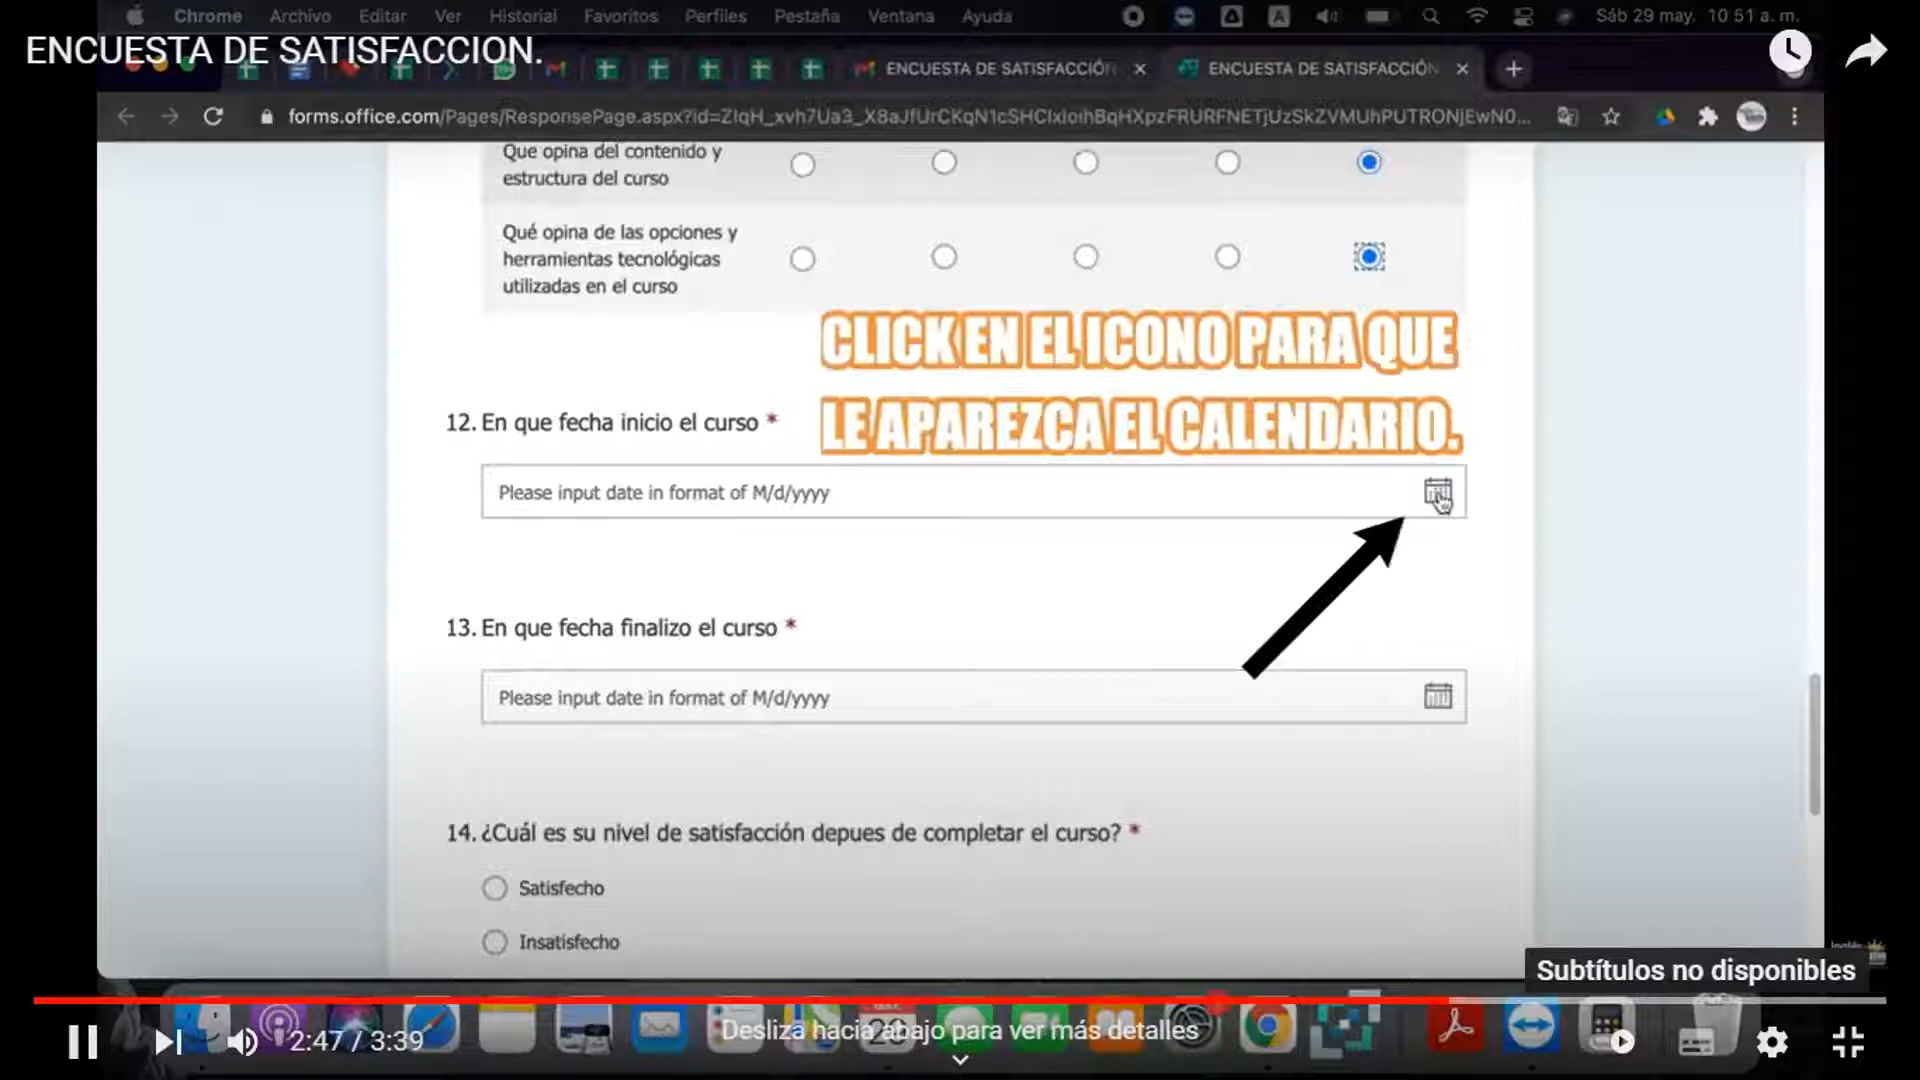 Chrome Archivo Editar Ver Historial Favoritos Perfiles Pestaña Ventana Ayuda Sáb 29 may. 10 51 a. m.
ENCUESTA DE SATISFACCION.
ENCUESTA DE SATISFACCIÓN ENCUESTA DE SATISFACCIÓN
forms.office.com/Pages/ResponsePage.aspx?id=
Que opina del contenido y
estructura del curso
Qué opina de las opciones y
herramientas tecnológicas
utilizadas en el curso
CLICK EN EL ICONO PARA QUE
LE APAREZCA EL CALENDARIO.
12. En que fecha inicio el curso *
Please input date in format of M/d/yyyy
13. En que fecha finalizo el curso *
Please input date in format of M/d/yyyy
14. ¿Cuál es su nivel de satisfacción depues de completar el curso? *
Satisfecho
Insatisfecho
Subtítulos no disponibles
Desliza hacia abajo para ver más detalles
2:47 / 3:39